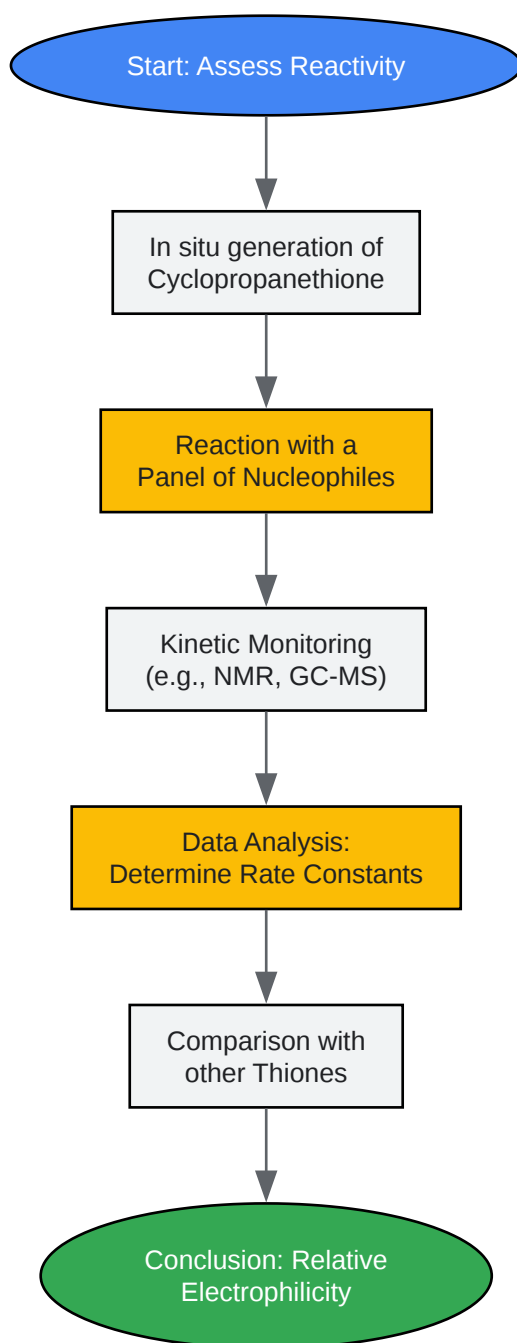 Start: Assess Reactivity
In situ generation of
Cyclopropanethione
Reaction with a
Panel of Nucleophiles
Kinetic Monitoring
(e.g., NMR, GC-MS)
Data Analysis:
Determine Rate Constants
Comparison with
other Thiones
Conclusion: Relative
Electrophilicity